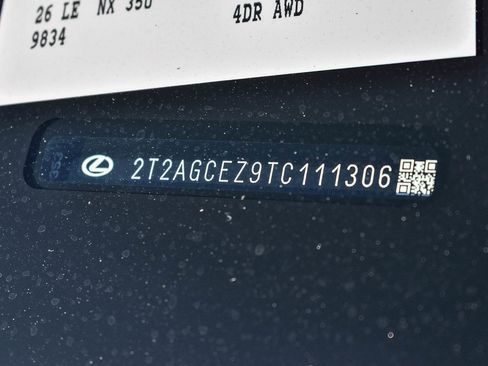 26 LE NX 350 4DR AWD
9834
2T2AGCEZ9TC111306